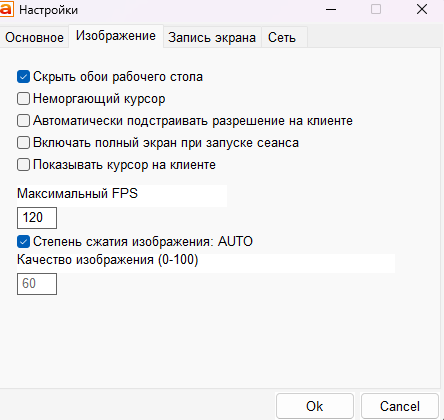 Настройки
Основное Изображение Запись экрана Сеть
Скрыть обои рабочего стола
Неморгающий курсор
Автоматически подстраивать разрешение на клиенте
Включать полный экран при запуске сеанса
Показывать курсор на клиенте
Максимальный FPS
120
Степень сжатия изображения: AUTO
Качество изображения (0-100)
60
Ok Cancel